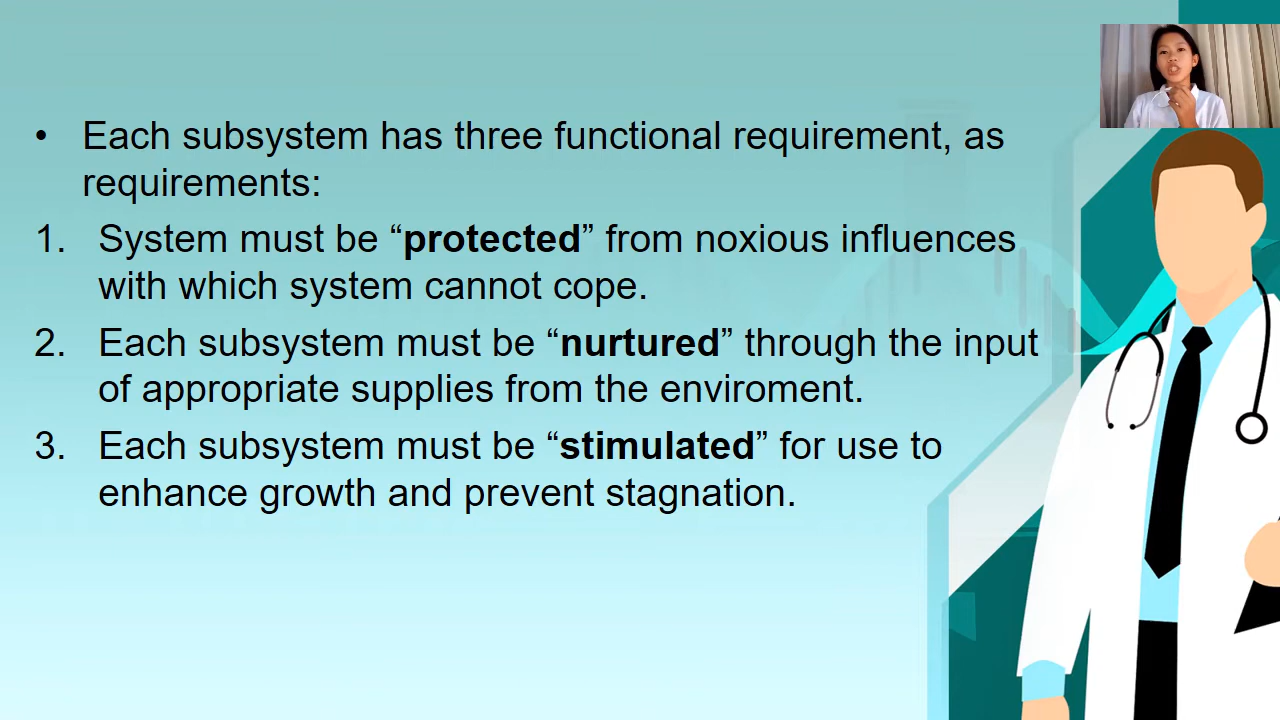 • Each subsystem has three functional requirement, as
requirements:
1. System must be “protected” from noxious influences
with which system cannot cope.
2. Each subsystem must be “nurtured” through the input
of appropriate supplies from the enviroment.
3. Each subsystem must be “stimulated” for use to
enhance growth and prevent stagnation.